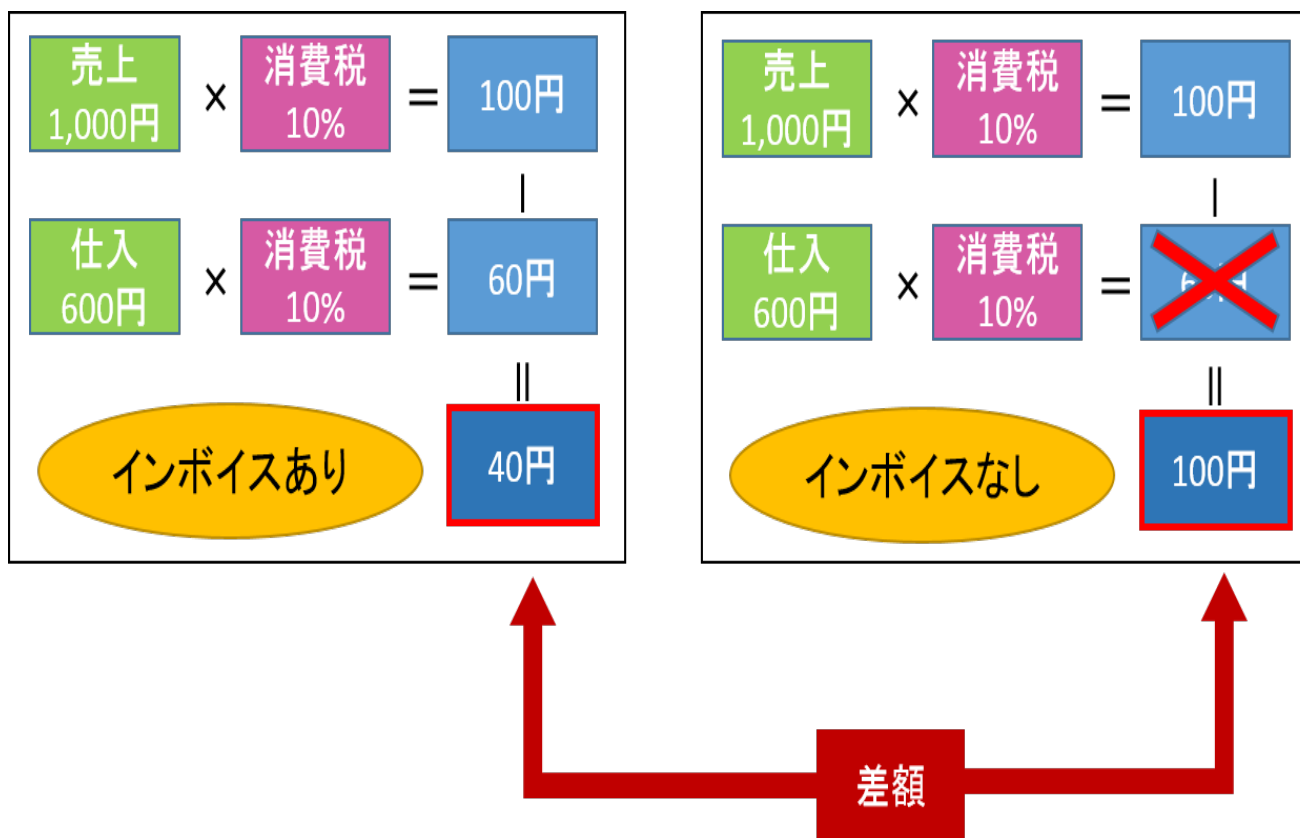 売上
1,000円
×
消費税
10%
=
100円
－
仕入
600円
×
消費税
10%
=
60円
=
インボイスあり
40円
売上
1,000円
×
消費税
10%
=
100円
－
仕入
600円
×
消費税
10%
=
60円
=
インボイスなし
100円
差額